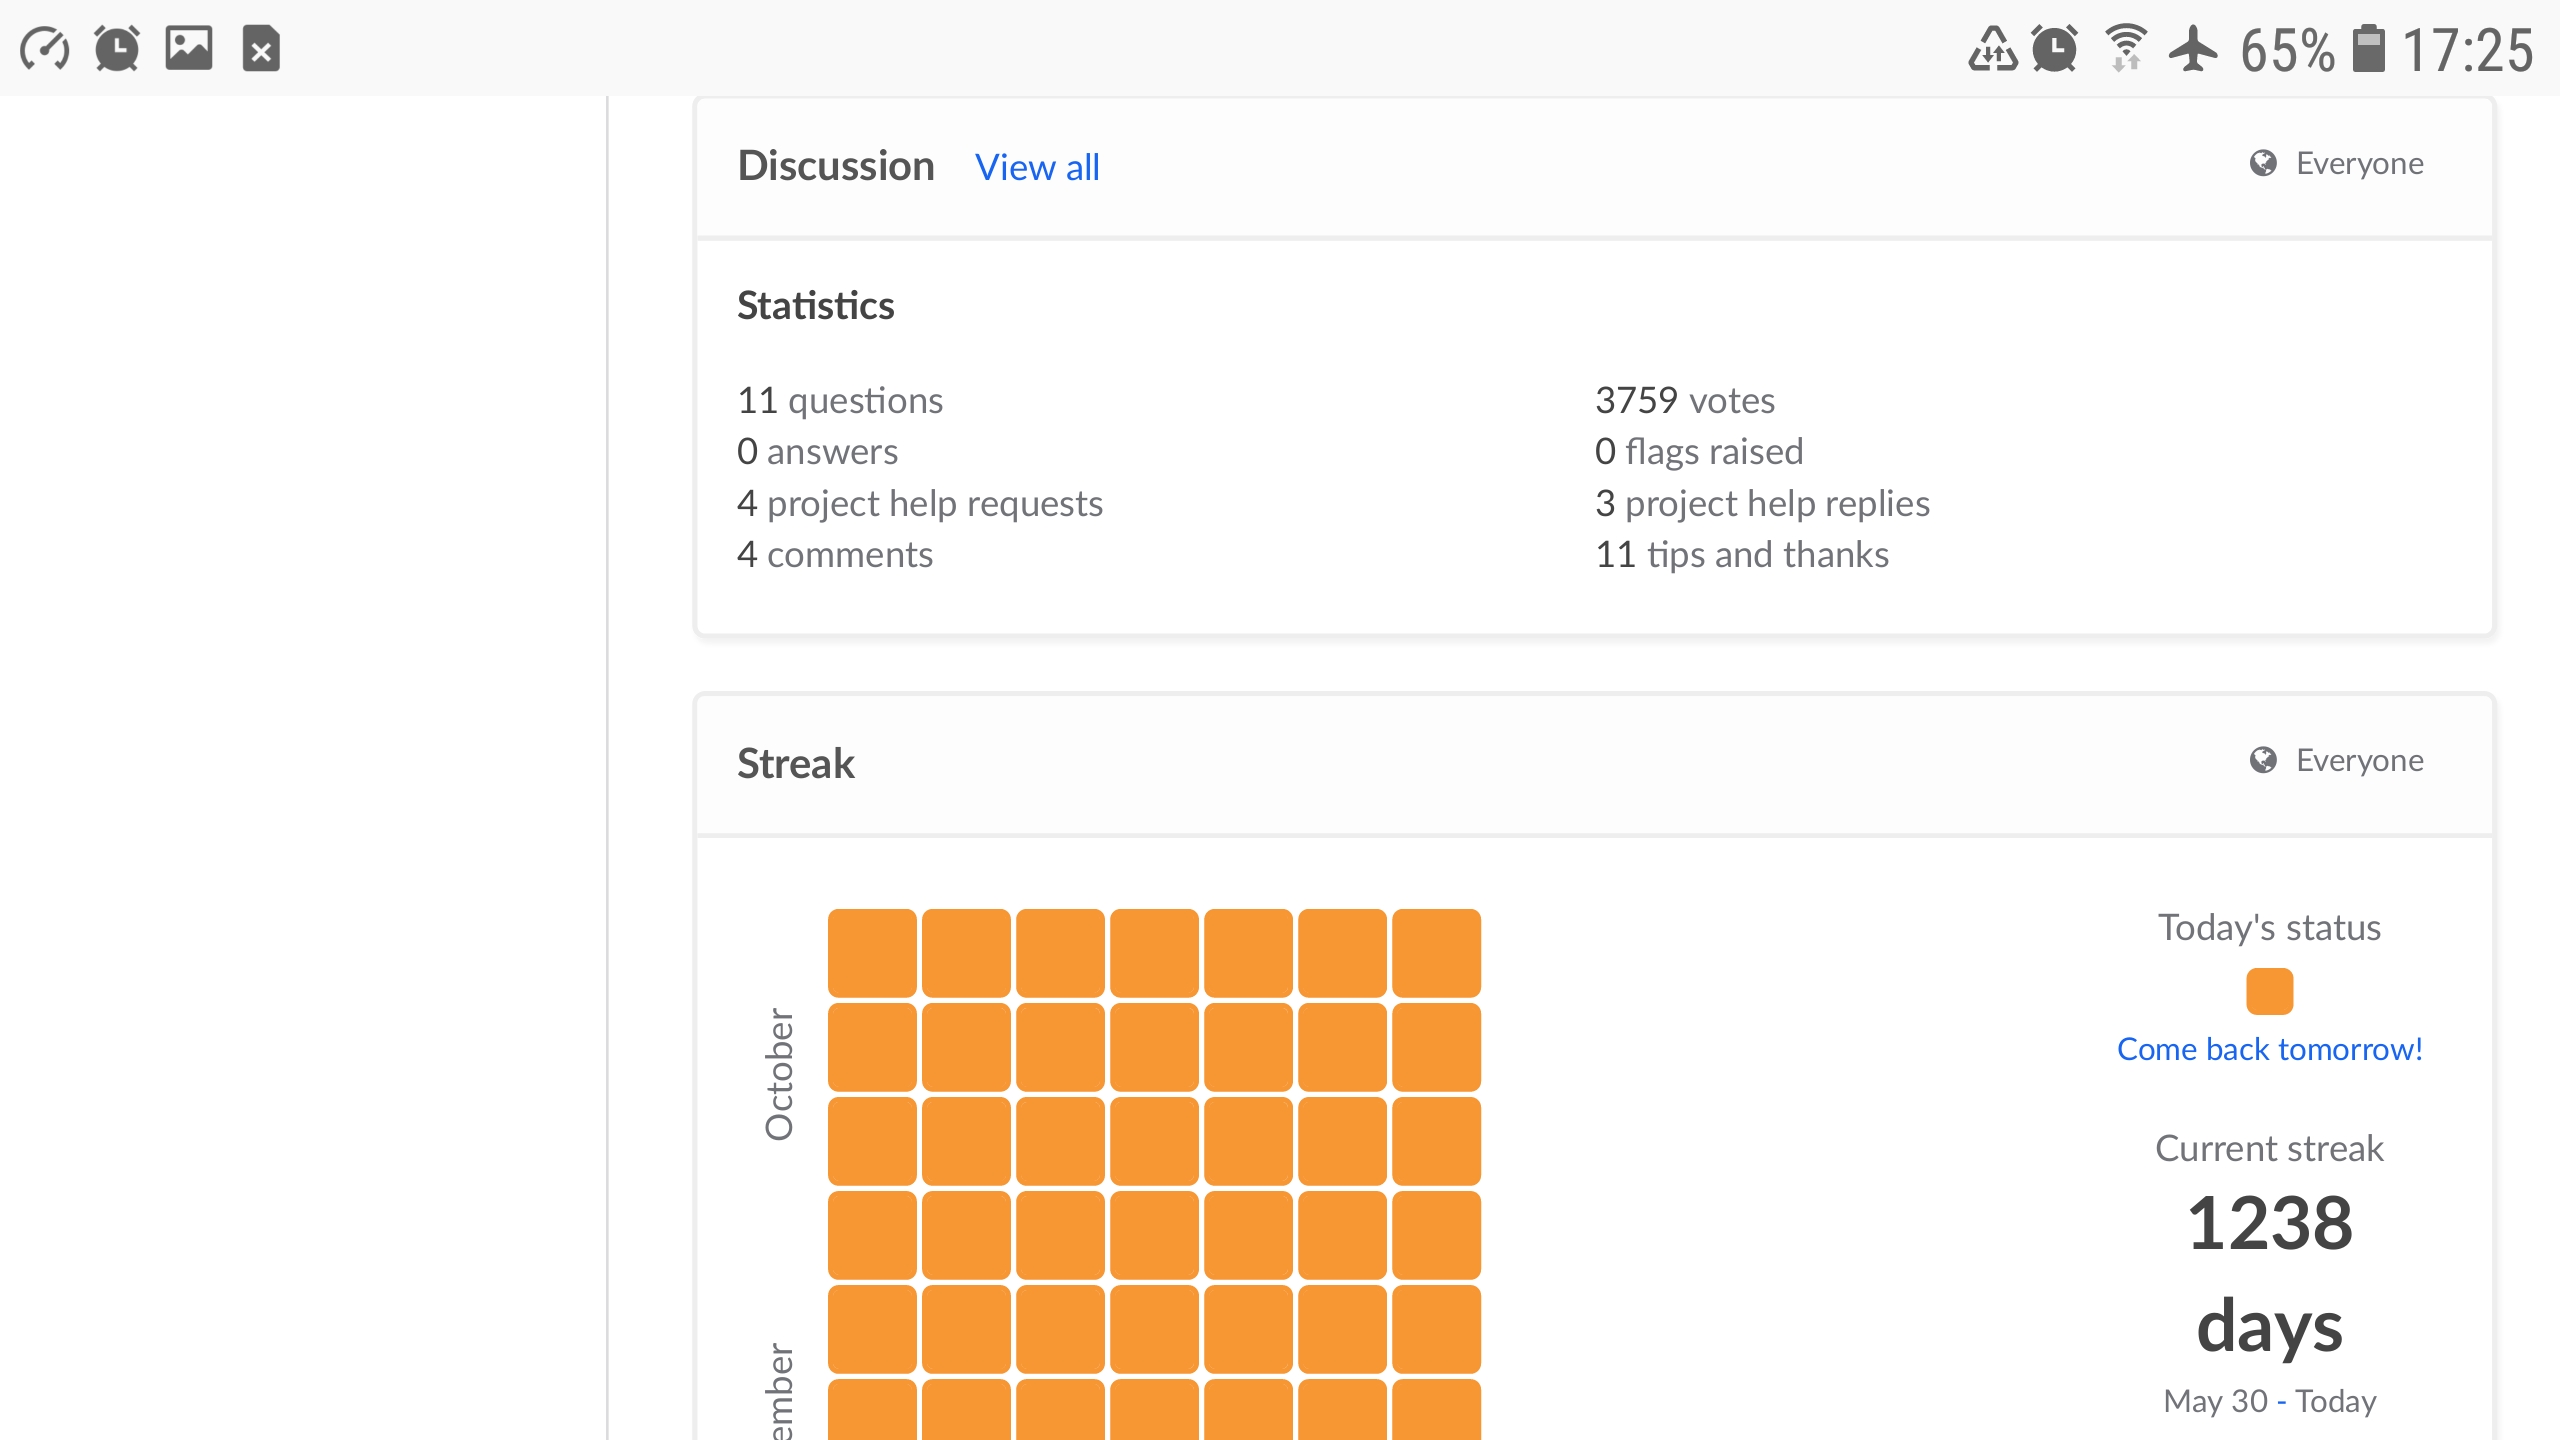 65% 17:25
Discussion View all Everyone
Statistics
11 questions
0 answers
4 project help requests
4 comments
3759 votes
0 flags raised
3 project help replies
11 tips and thanks
Streak Everyone
October
ember
Today's status
Come back tomorrow!
Current streak
1238
days
May 30 - Today